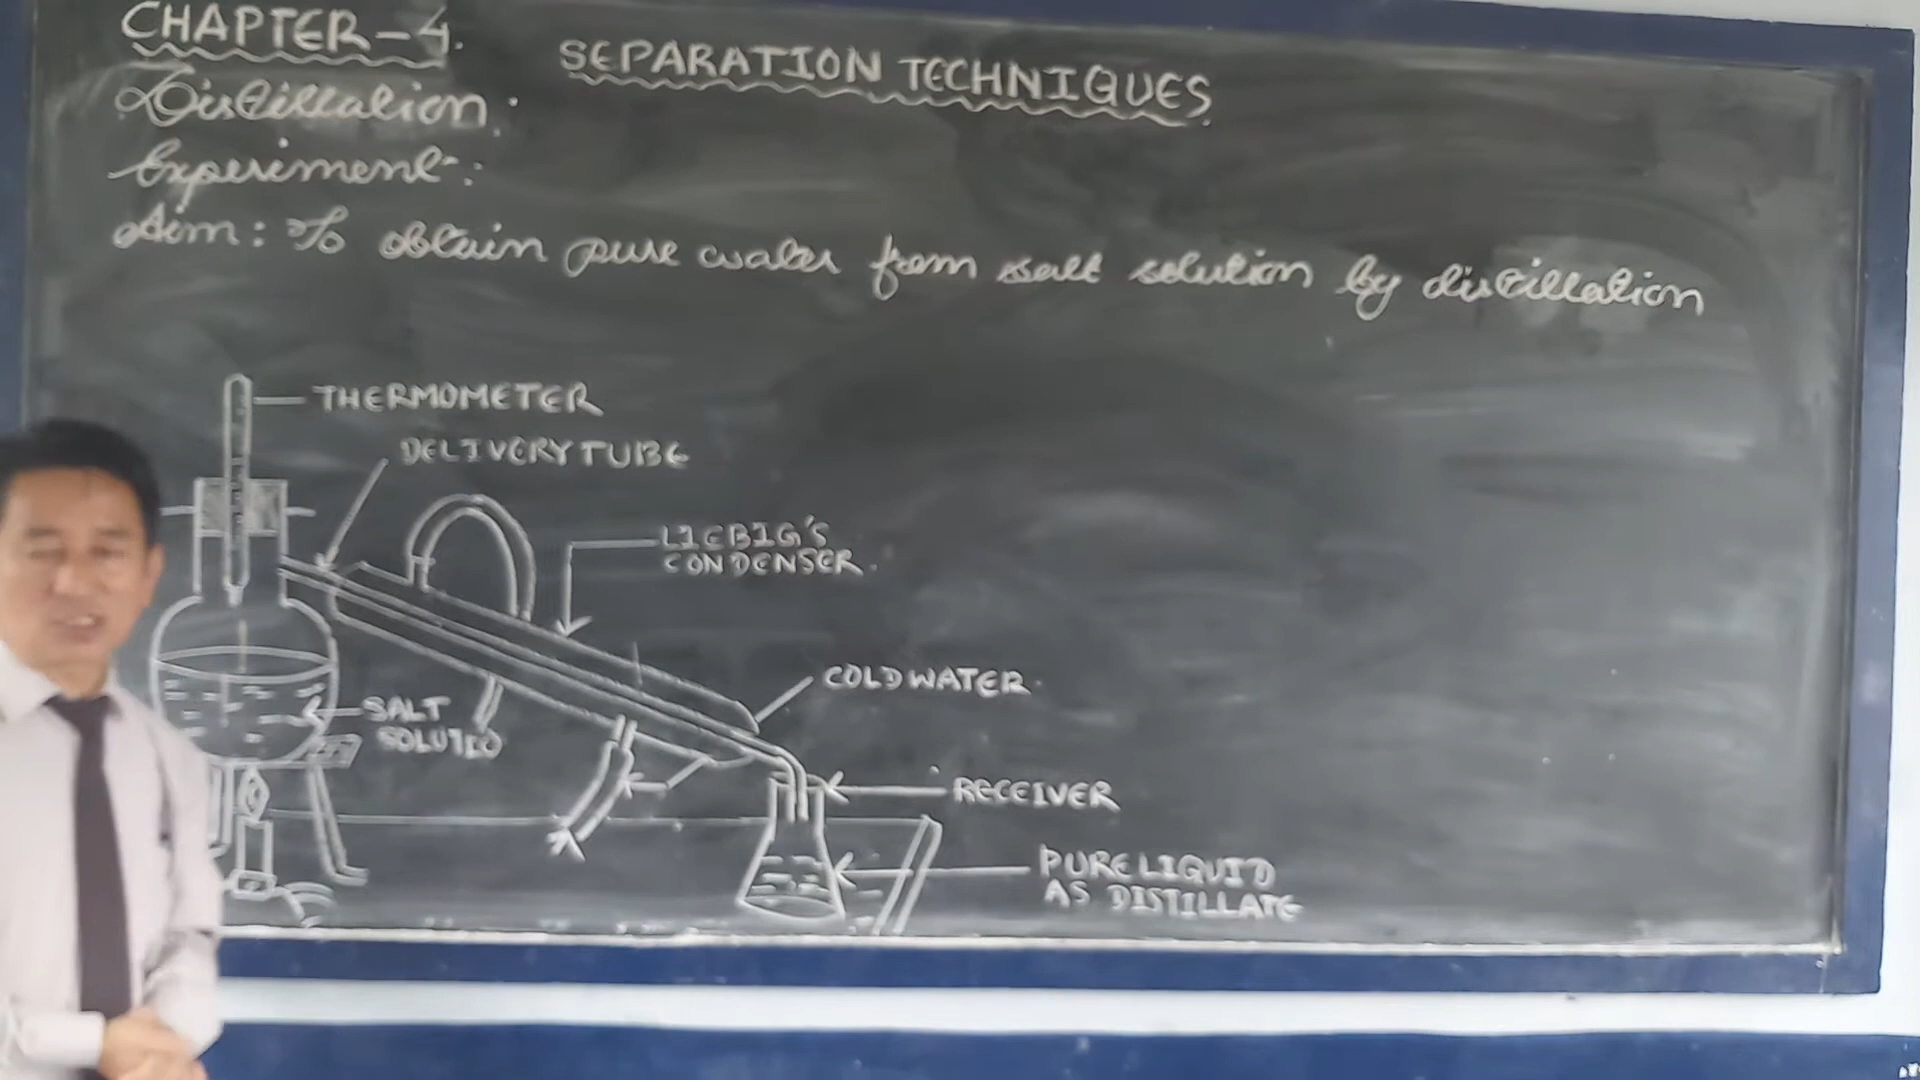 CHAPTER-4.
SEPARATION TECHNIQUES.
Distillation:
Experiment:
Aim: To obtain pure water from salt solution by distillation
THERMOMETER
DELIVERY TUBE
LIEBIG'S
CONDENSER.
COLD WATER.
SALT
SOLUTIO
RECEIVER
PURE LIQUID
AS DISTILLATE